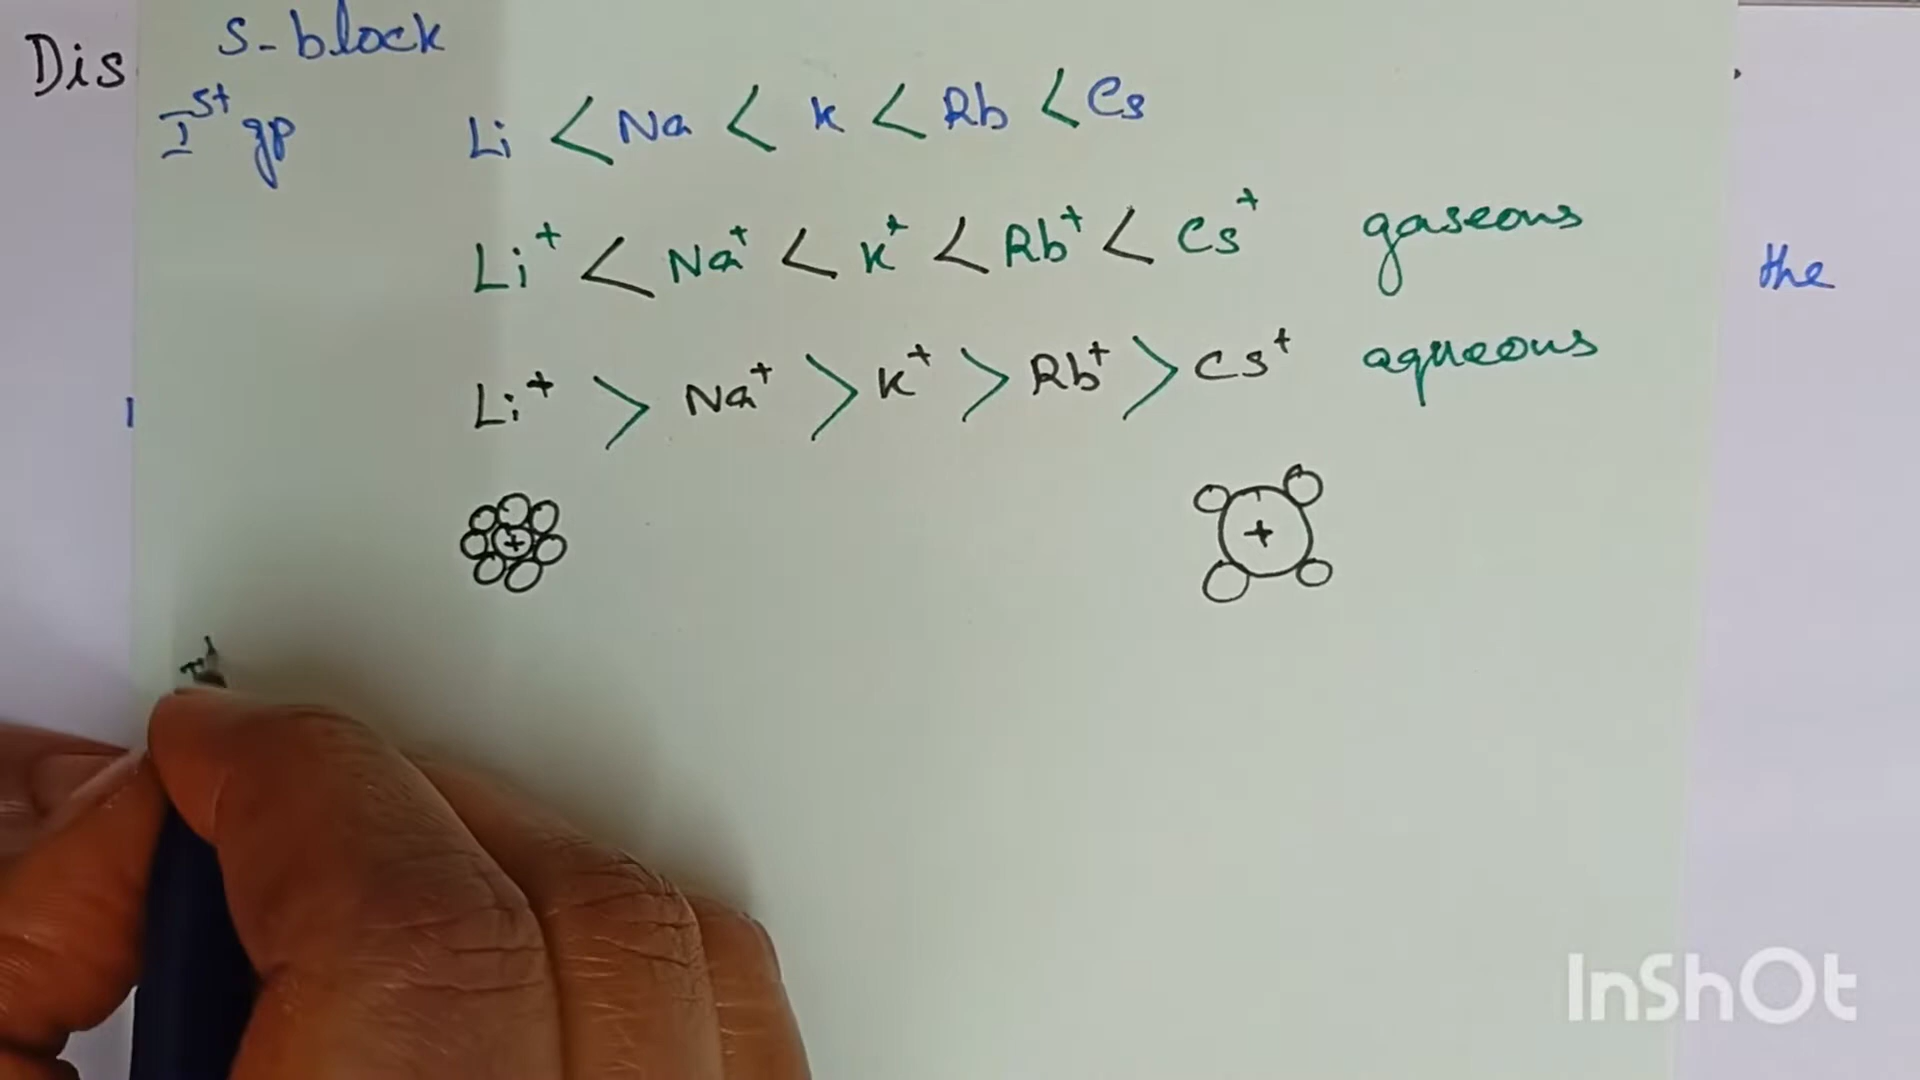 Dis
s-block
Ist gp Li < Na < K < Rb < Cs
Li+ < Na+ < K+ < Rb+ < Cs+ gaseous
the
Li+ > Na+ > K+ > Rb+ > Cs+ aqueous
+ +
InShOt